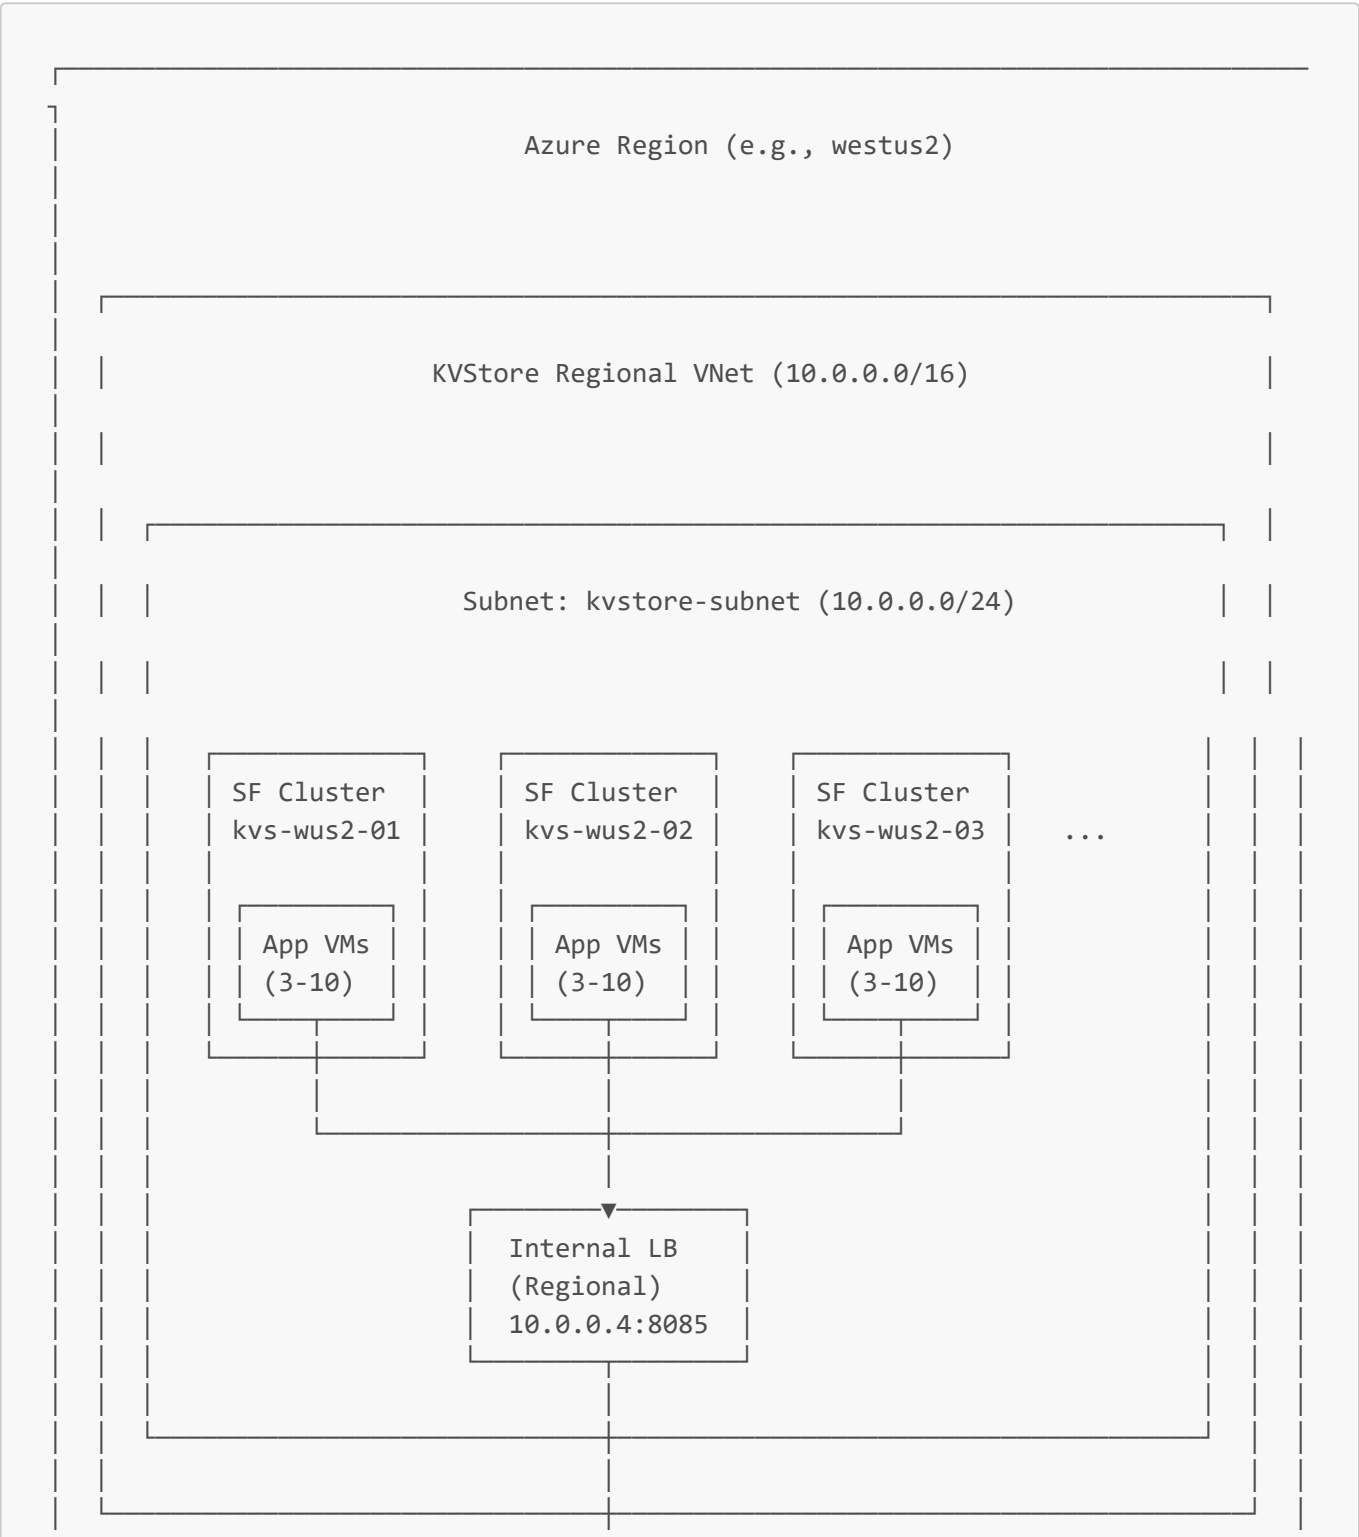 Azure Region (e.g., westus2)
KVStore Regional VNet (10.0.0.0/16)
Subnet: kvstore-subnet (10.0.0.0/24)
SF Cluster SF Cluster SF Cluster
kvs-wus2-01 kvs-wus2-02 kvs-wus2-03 ...
App VMs App VMs App VMs
(3-10) (3-10) (3-10)
Internal LB
(Regional)
10.0.0.4:8085